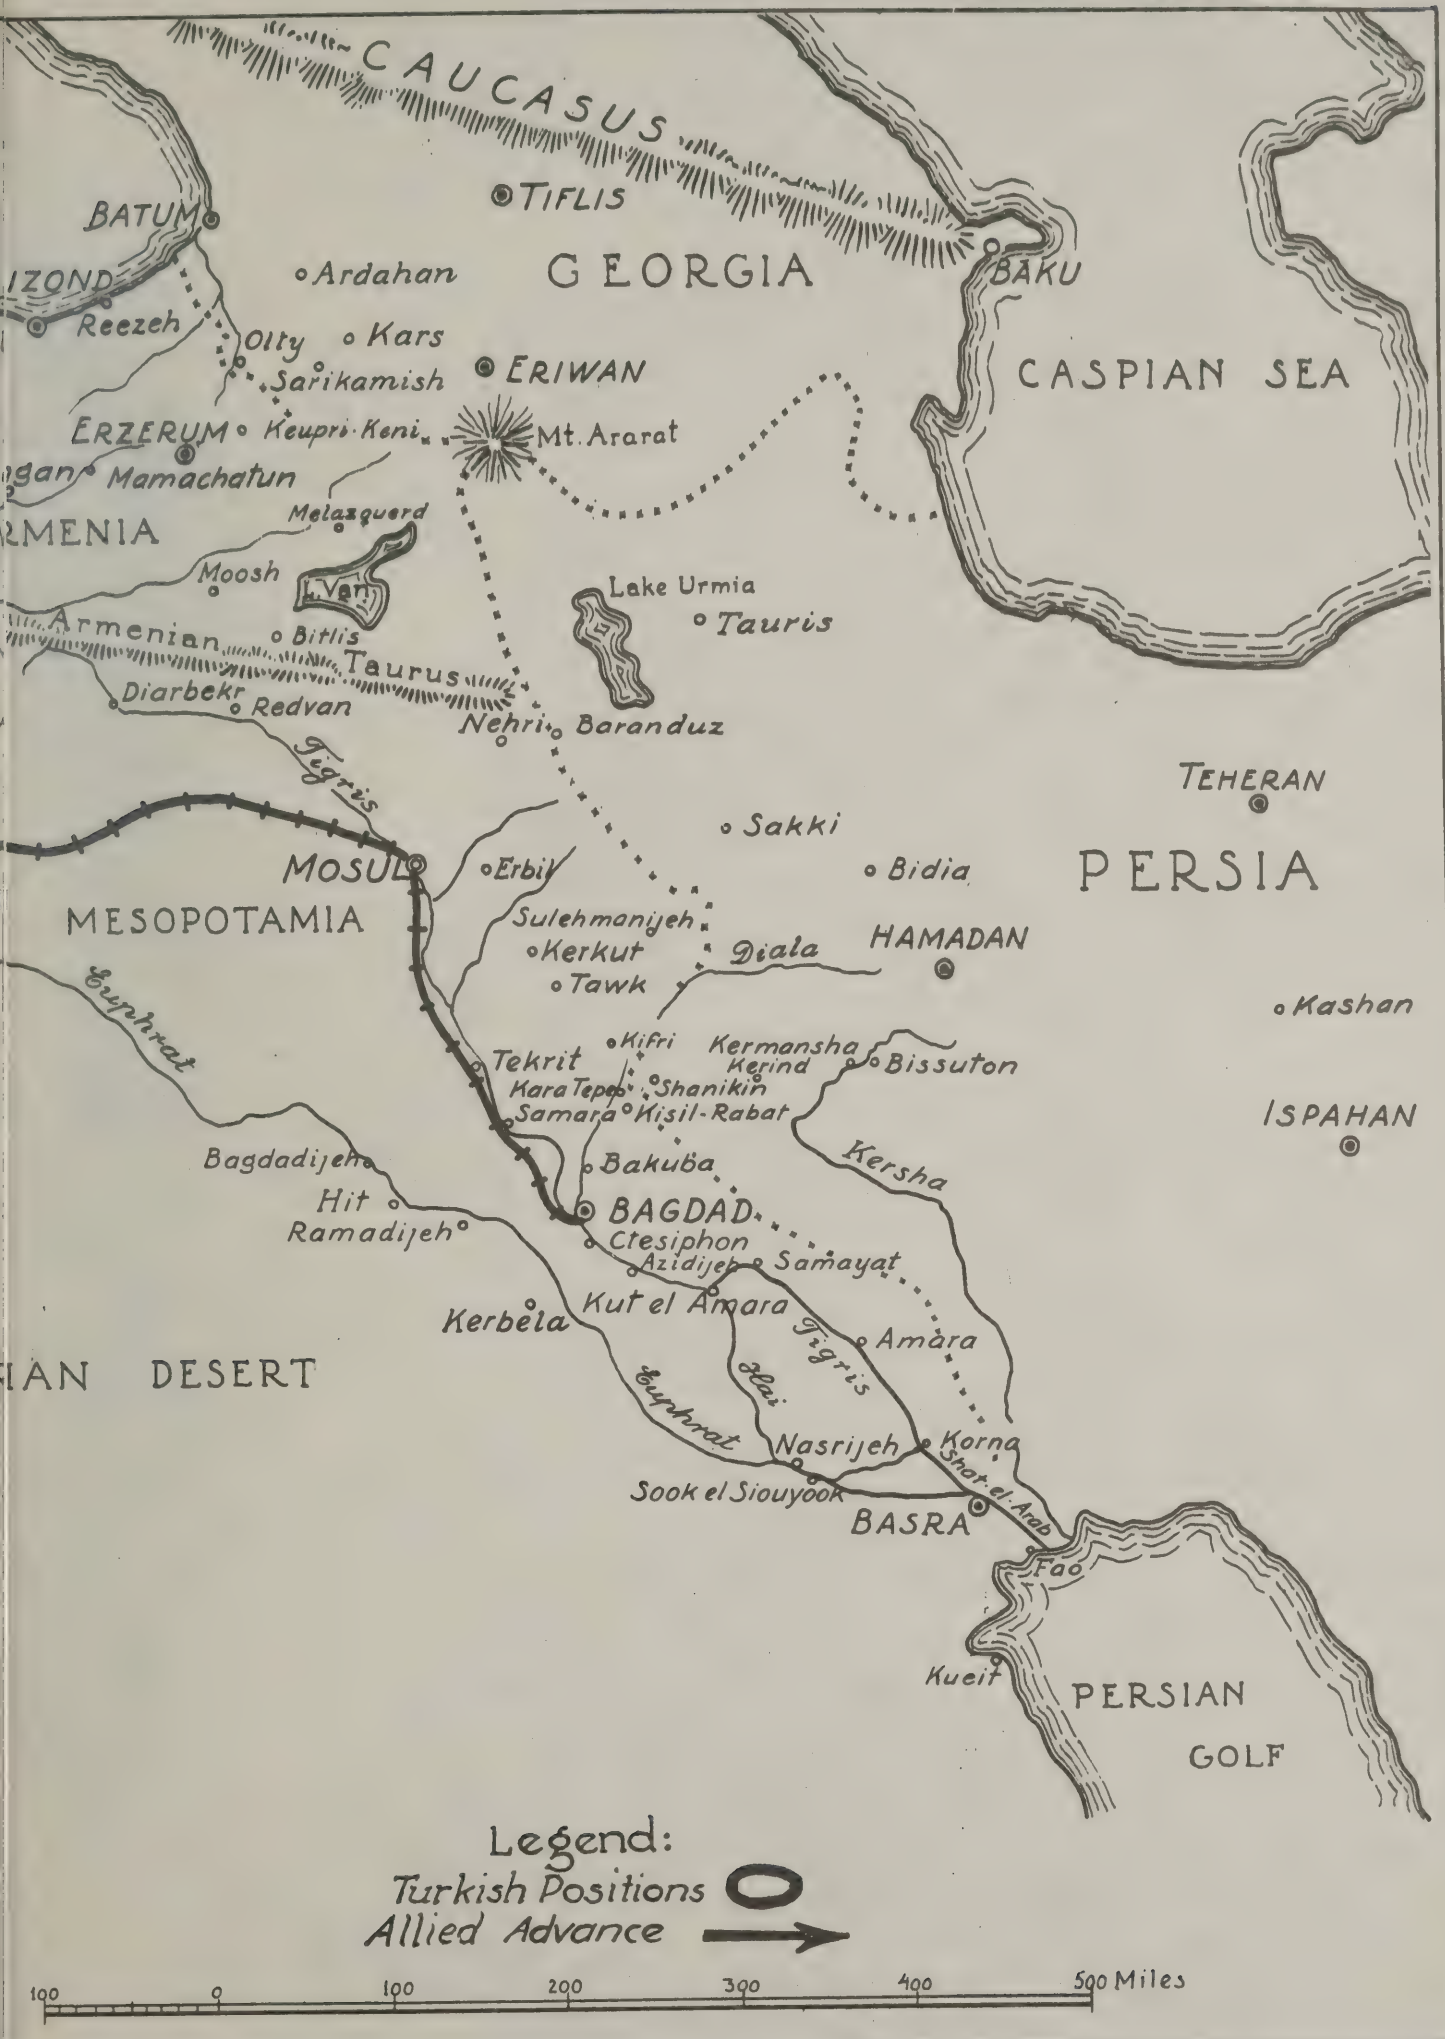 CAUCASUS
TIFLIS
BATUM
GEORGIA
BAKU
IZOND
Ardahan
Reezeh
Olty
Kars
Sarikamish
ERIWAN
CASPIAN SEA
ERZERUM
Keupri-Keni
Mt. Ararat
gan
Mamachatun
Melazguerd
RMENIA
Moosh
L. Van
Lake Urmia
Tauris
Armenian Taurus
Bitlis
Diarbekr
Redvan
Nehri
Baranduz
Tigris
TEHERAN
Sakki
MOSUL
Erbil
Bidia
PERSIA
MESOPOTAMIA
Sulehmanijeh
Kerkut
Diala
HAMADAN
Tawk
Euphrat
Kashan
Kifri
Kermansha
Tekrit
Kerind
Bissuton
Kara Tepe
Shanikin
Samara
Kisil-Rabat
ISPAHAN
Bagdadijeh
Bakuba
Kersha
Hit
BAGDAD
Ramadijeh
Ctesiphon
Azidijeh
Samayat
Kut el Amara
Kerbela
Tigris
Amara
IAN DESERT
Hai
Euphrat
Nasrijeh
Korna
Shat-el-Arab
Sook el Siouyook
BASRA
Fao
Kueit
PERSIAN
GOLF
Legend:
Turkish Positions
Allied Advance
100 0 100 200 300 400 500 Miles